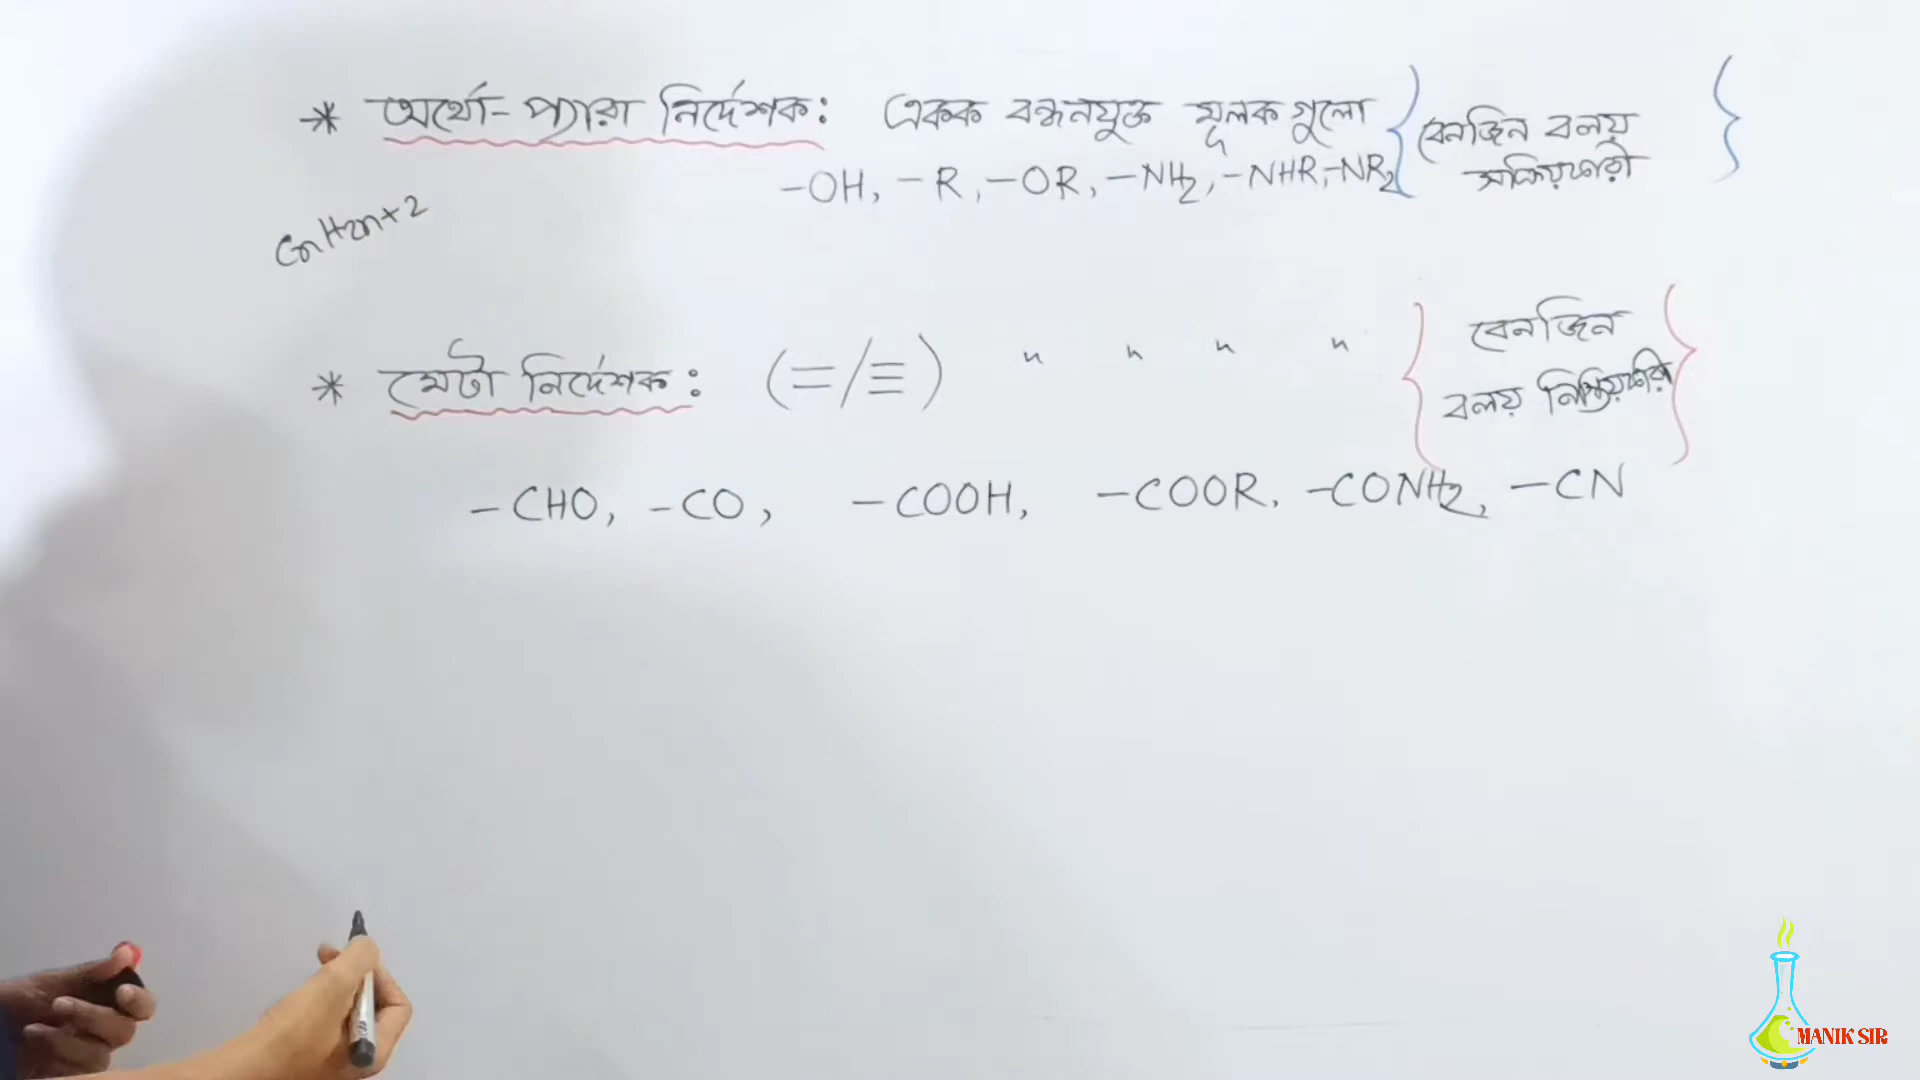 * অর্থো-প্যারা নির্দেশক: একক বন্ধনযুক্ত মূলক গুলো { বেনজিন বলয় }
-OH, -R, -OR, -NH2, -NHR, -NR2 সক্রিয়কারী
CnH2n+2
* মেটা নির্দেশক: (=/≡) " " " " { বেনজিন }
বলয় নিষ্ক্রিয়কারী
-CHO, -CO, -COOH, -COOR, -CONH2, -CN
MANIK SIR